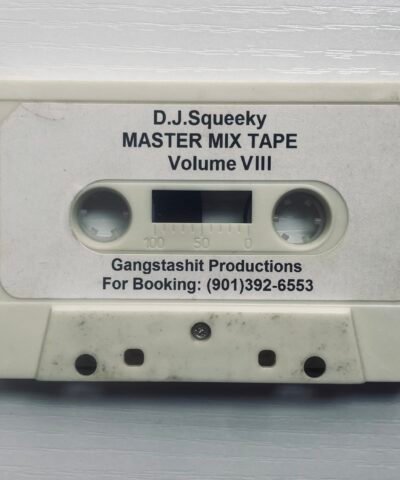 D.J.Squeeky
MASTER MIX TAPE
Volume VIII
100 50 0
Gangstashit Productions
For Booking: (901)392-6553